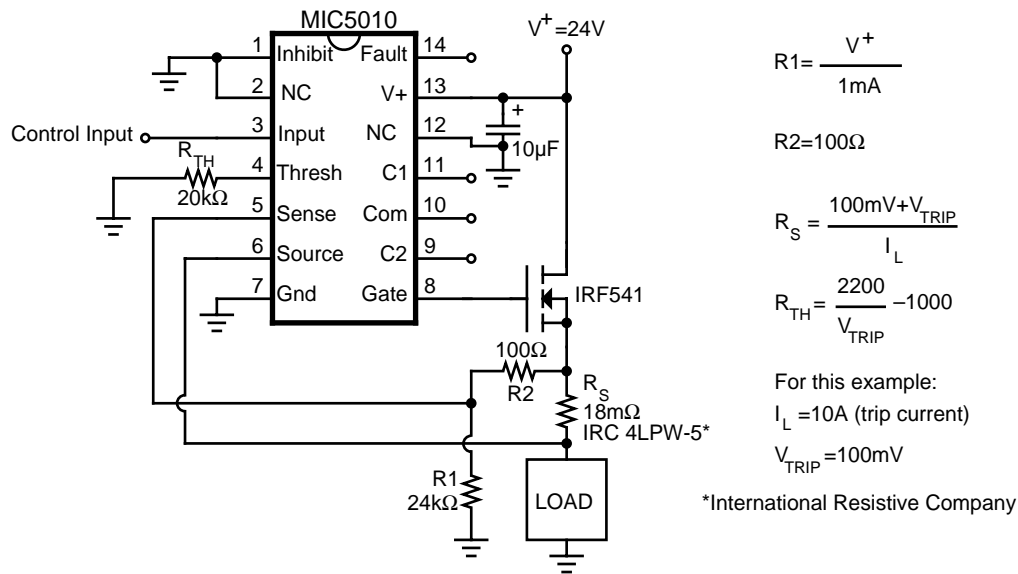 MIC5010
V+ =24V
1 Inhibit Fault 14
2 NC V+ 13
3 Input NC 12
4 Thresh C1 11
5 Sense Com 10
6 Source C2 9
7 Gnd Gate 8
Control Input
RTH
20kΩ
+
10µF
IRF541
100Ω
R2
RS
18mΩ
IRC 4LPW-5*
R1
24kΩ
LOAD
R1= V+ / 1mA
R2=100Ω
RS = 100mV+VTRIP / IL
RTH= 2200 / VTRIP –1000
For this example:
IL =10A (trip current)
VTRIP =100mV
*International Resistive Company